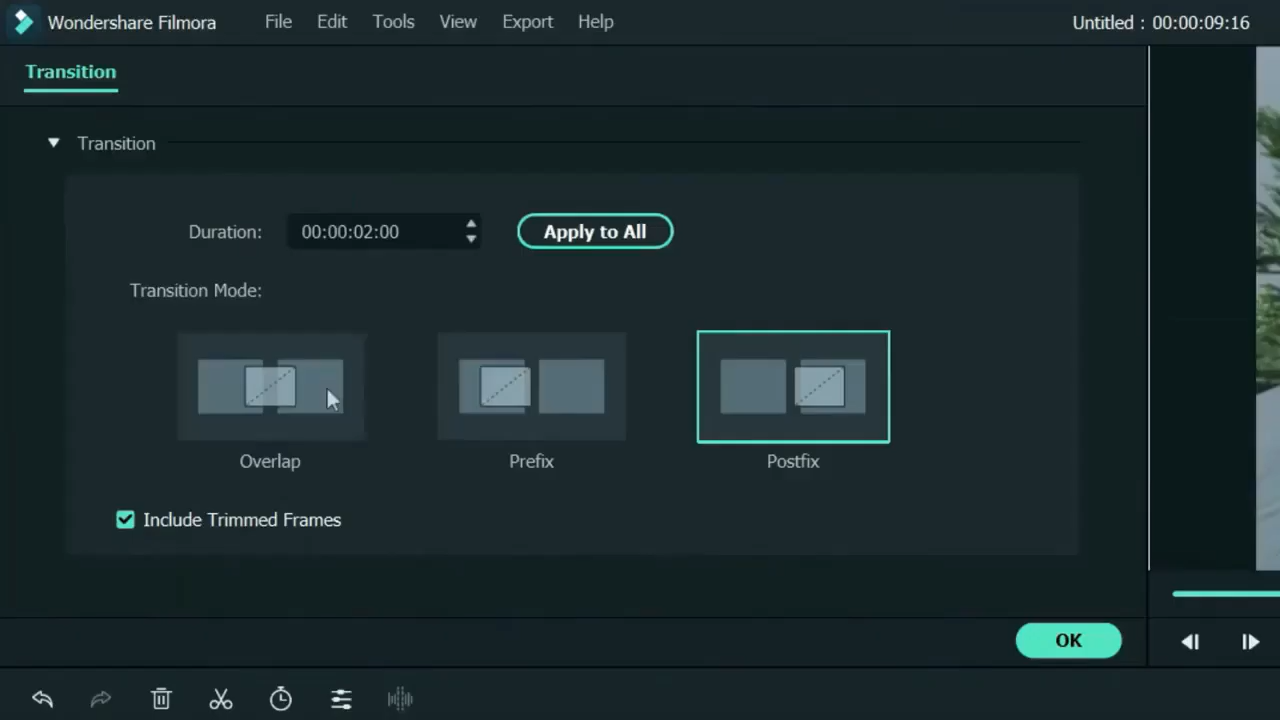 Wondershare Filmora File Edit Tools View Export Help Untitled : 00:00:09:16
Transition
Transition
Duration: 00:00:02:00 Apply to All
Transition Mode:
Overlap Prefix Postfix
Include Trimmed Frames
OK